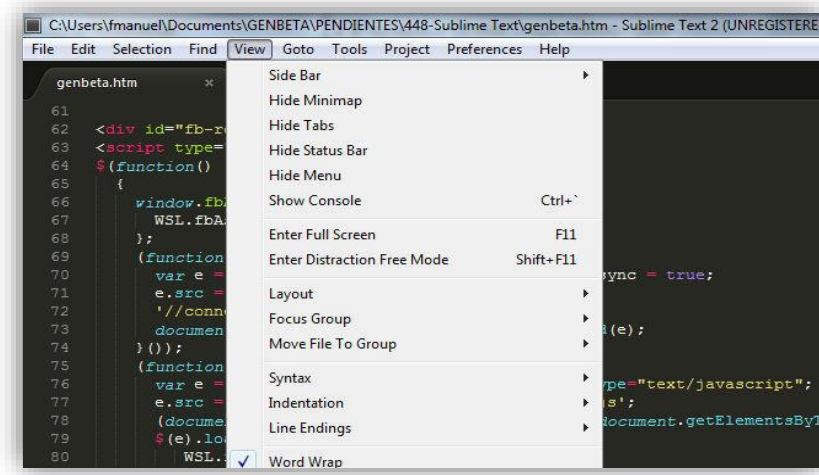 C:\Users\fmanuel\Documents\GENBETA\PENDIENTES\448-Sublime Text\genbeta.htm - Sublime Text 2 (UNREGISTERE
File Edit Selection Find View Goto Tools Project Preferences Help
genbeta.htm ×
Side Bar
Hide Minimap
Hide Tabs
Hide Status Bar
Hide Menu
Show Console Ctrl+`
Enter Full Screen F11
Enter Distraction Free Mode Shift+F11
Layout
Focus Group
Move File To Group
Syntax
Indentation
Line Endings
✓ Word Wrap
61
62 <div id="fb-r
63 <script type=
64 $(function()
65 {
66 window.fb
67 WSL.fbA
68 };
69 (function
70 var e = sync = true;
71 e.src =
72 '//conn
73 documen (e);
74 }());
75 (function
76 var e = pe="text/javascript";
77 e.src = s';
78 (docume document.getElementsByT
79 $(e).lo
80 WSL.